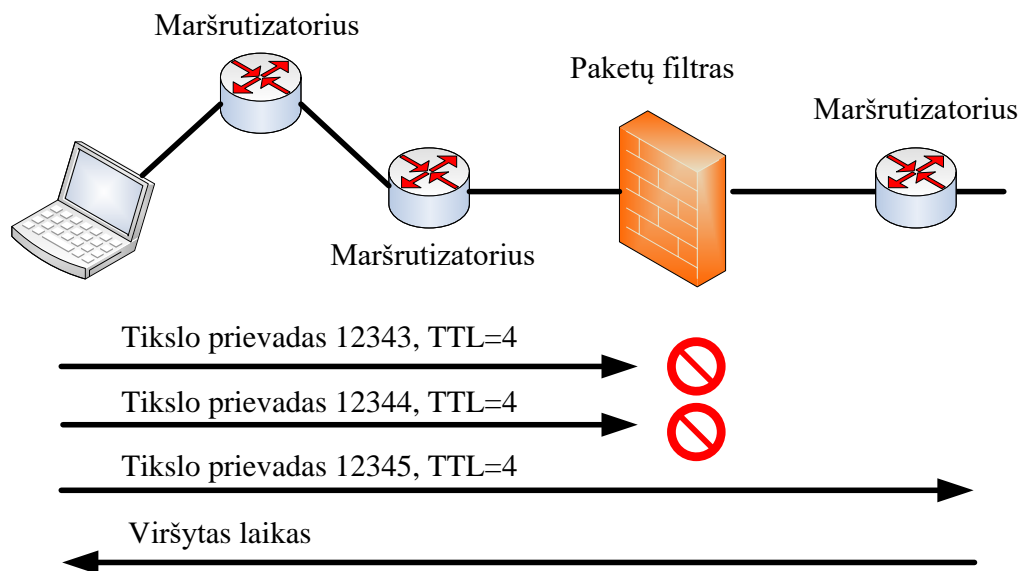 Maršrutizatorius
Paketų filtras
Maršrutizatorius
Maršrutizatorius
Tikslo prievadas 12343, TTL=4
Tikslo prievadas 12344, TTL=4
Tikslo prievadas 12345, TTL=4
Viršytas laikas